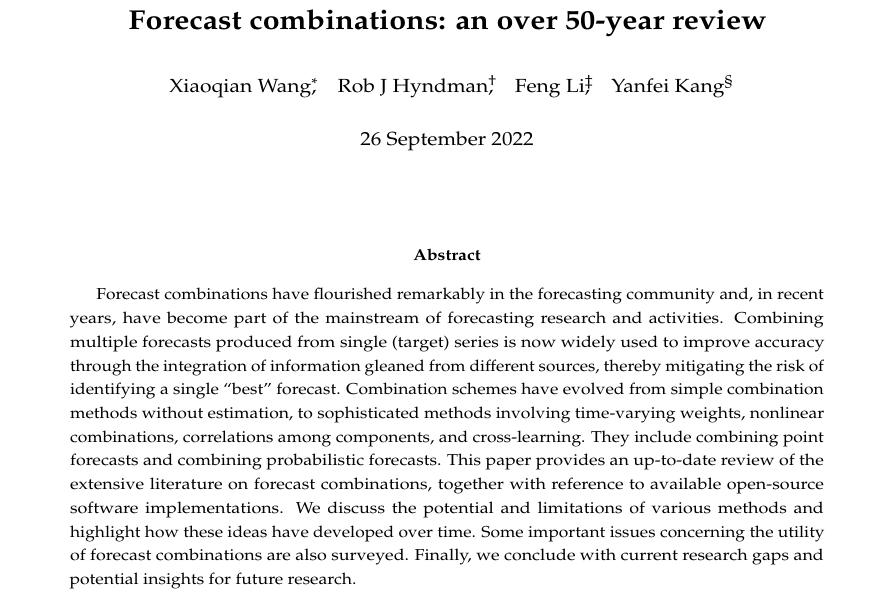 Forecast combinations: an over 50-year review
Xiaoqian Wang*, Rob J Hyndman†, Feng Li‡, Yanfei Kang§
26 September 2022
Abstract
Forecast combinations have flourished remarkably in the forecasting community and, in recent
years, have become part of the mainstream of forecasting research and activities. Combining
multiple forecasts produced from single (target) series is now widely used to improve accuracy
through the integration of information gleaned from different sources, thereby mitigating the risk of
identifying a single “best” forecast. Combination schemes have evolved from simple combination
methods without estimation, to sophisticated methods involving time-varying weights, nonlinear
combinations, correlations among components, and cross-learning. They include combining point
forecasts and combining probabilistic forecasts. This paper provides an up-to-date review of the
extensive literature on forecast combinations, together with reference to available open-source
software implementations. We discuss the potential and limitations of various methods and
highlight how these ideas have developed over time. Some important issues concerning the utility
of forecast combinations are also surveyed. Finally, we conclude with current research gaps and
potential insights for future research.